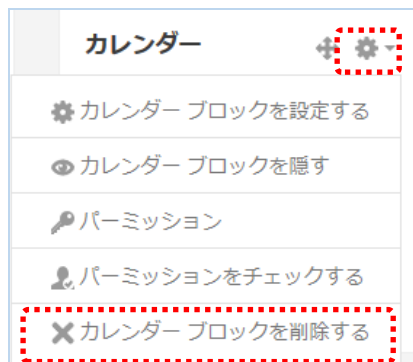 カレンダー
カレンダー ブロックを設定する
カレンダー ブロックを隠す
パーミッション
パーミッションをチェックする
カレンダー ブロックを削除する